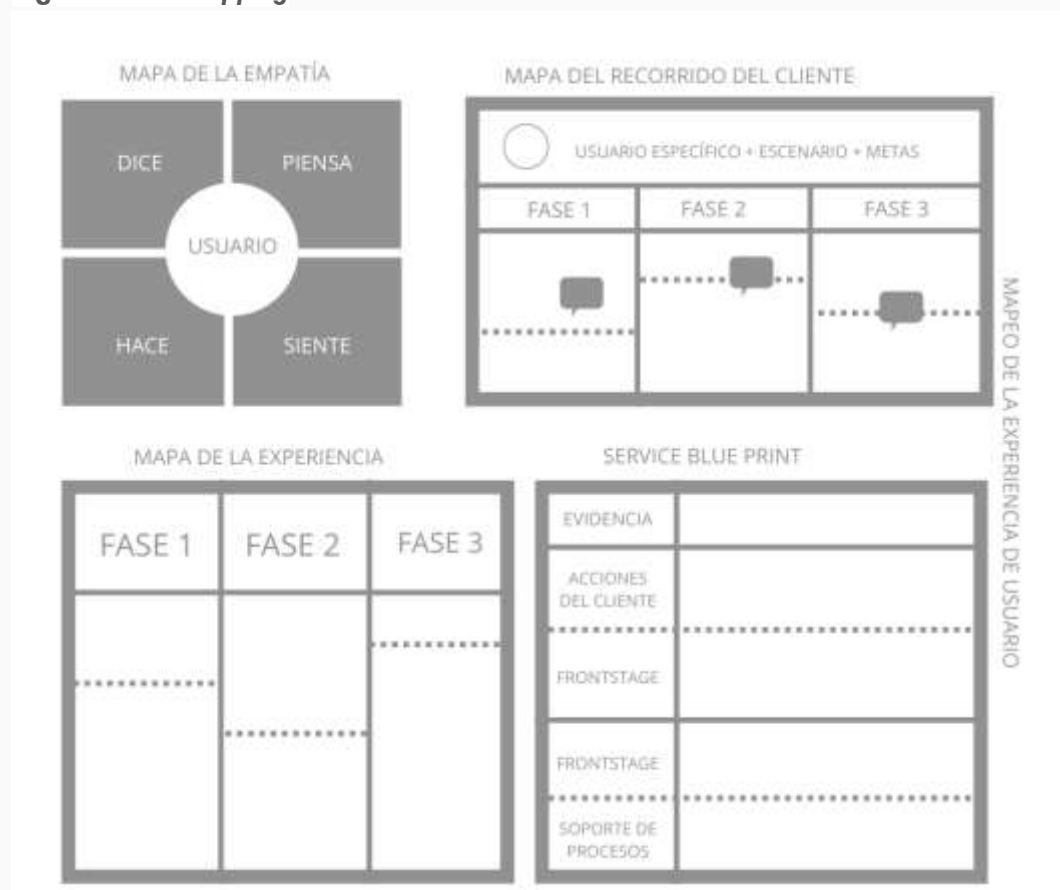 MAPA DE LA EMPATÍA
DICE
PIENSA
USUARIO
HACE
SIENTE
MAPA DEL RECORRIDO DEL CLIENTE
USUARIO ESPECÍFICO + ESCENARIO + METAS
FASE 1
FASE 2
FASE 3
MAPA DE LA EXPERIENCIA
FASE 1
FASE 2
FASE 3
SERVICE BLUE PRINT
EVIDENCIA
ACCIONES
DEL CLIENTE
FRONTSTAGE
FRONTSTAGE
SOPORTE DE
PROCESOS
MAPEO DE LA EXPERIENCIA DE USUARIO